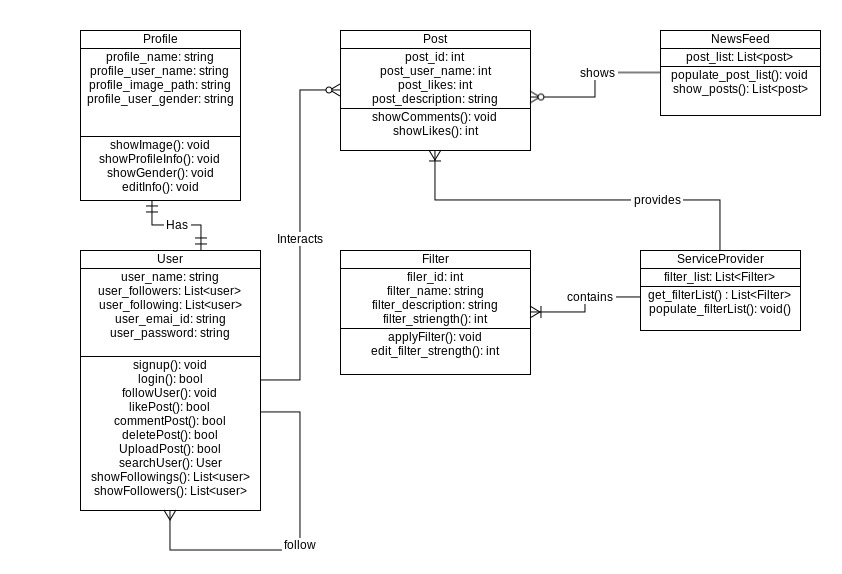 Profile
profile_name: string
profile_user_name: string
profile_image_path: string
profile_user_gender: string
showImage(): void
showProfileInfo(): void
showGender(): void
editInfo(): void
Post
post_id: int
post_user_name: int
post_likes: int
post_description: string
showComments(): void
showLikes(): int
NewsFeed
post_list: List<post>
populate_post_list(): void
show_posts(): List<post>
shows
Has
Interacts
provides
User
user_name: string
user_followers: List<user>
user_following: List<user>
user_emai_id: string
user_password: string
signup(): void
login(): bool
followUser(): void
likePost(): bool
commentPost(): bool
deletePost(): bool
UploadPost(): bool
searchUser(): User
showFollowings(): List<user>
showFollowers(): List<user>
Filter
filer_id: int
filter_name: string
filter_description: string
filter_striength(): int
applyFilter(): void
edit_filter_strength(): int
contains
ServiceProvider
filter_list: List<Filter>
get_filterList() : List<Filter>
populate_filterList(): void()
follow